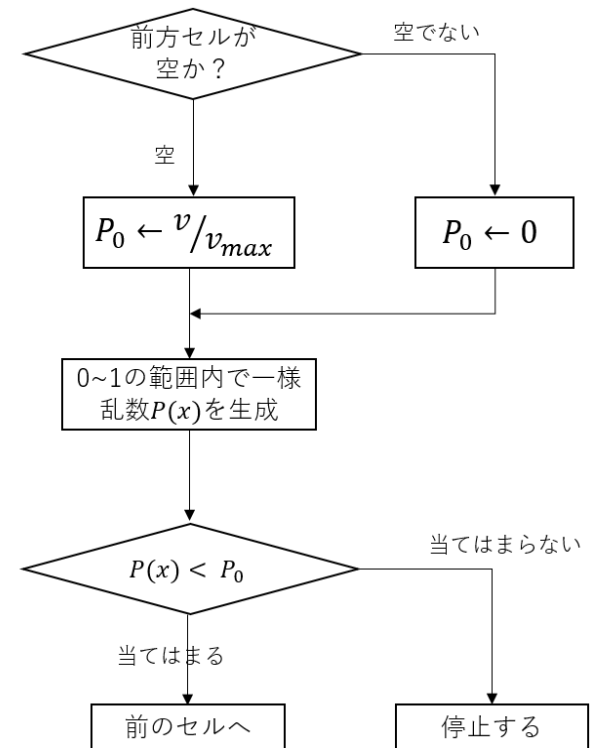 前方セルが
空か？
空でない
空
P₀ ← v/vmax
P₀ ← 0
0~1の範囲内で一様
乱数P(x)を生成
P(x) < P₀
当てはまらない
当てはまる
前のセルへ
停止する